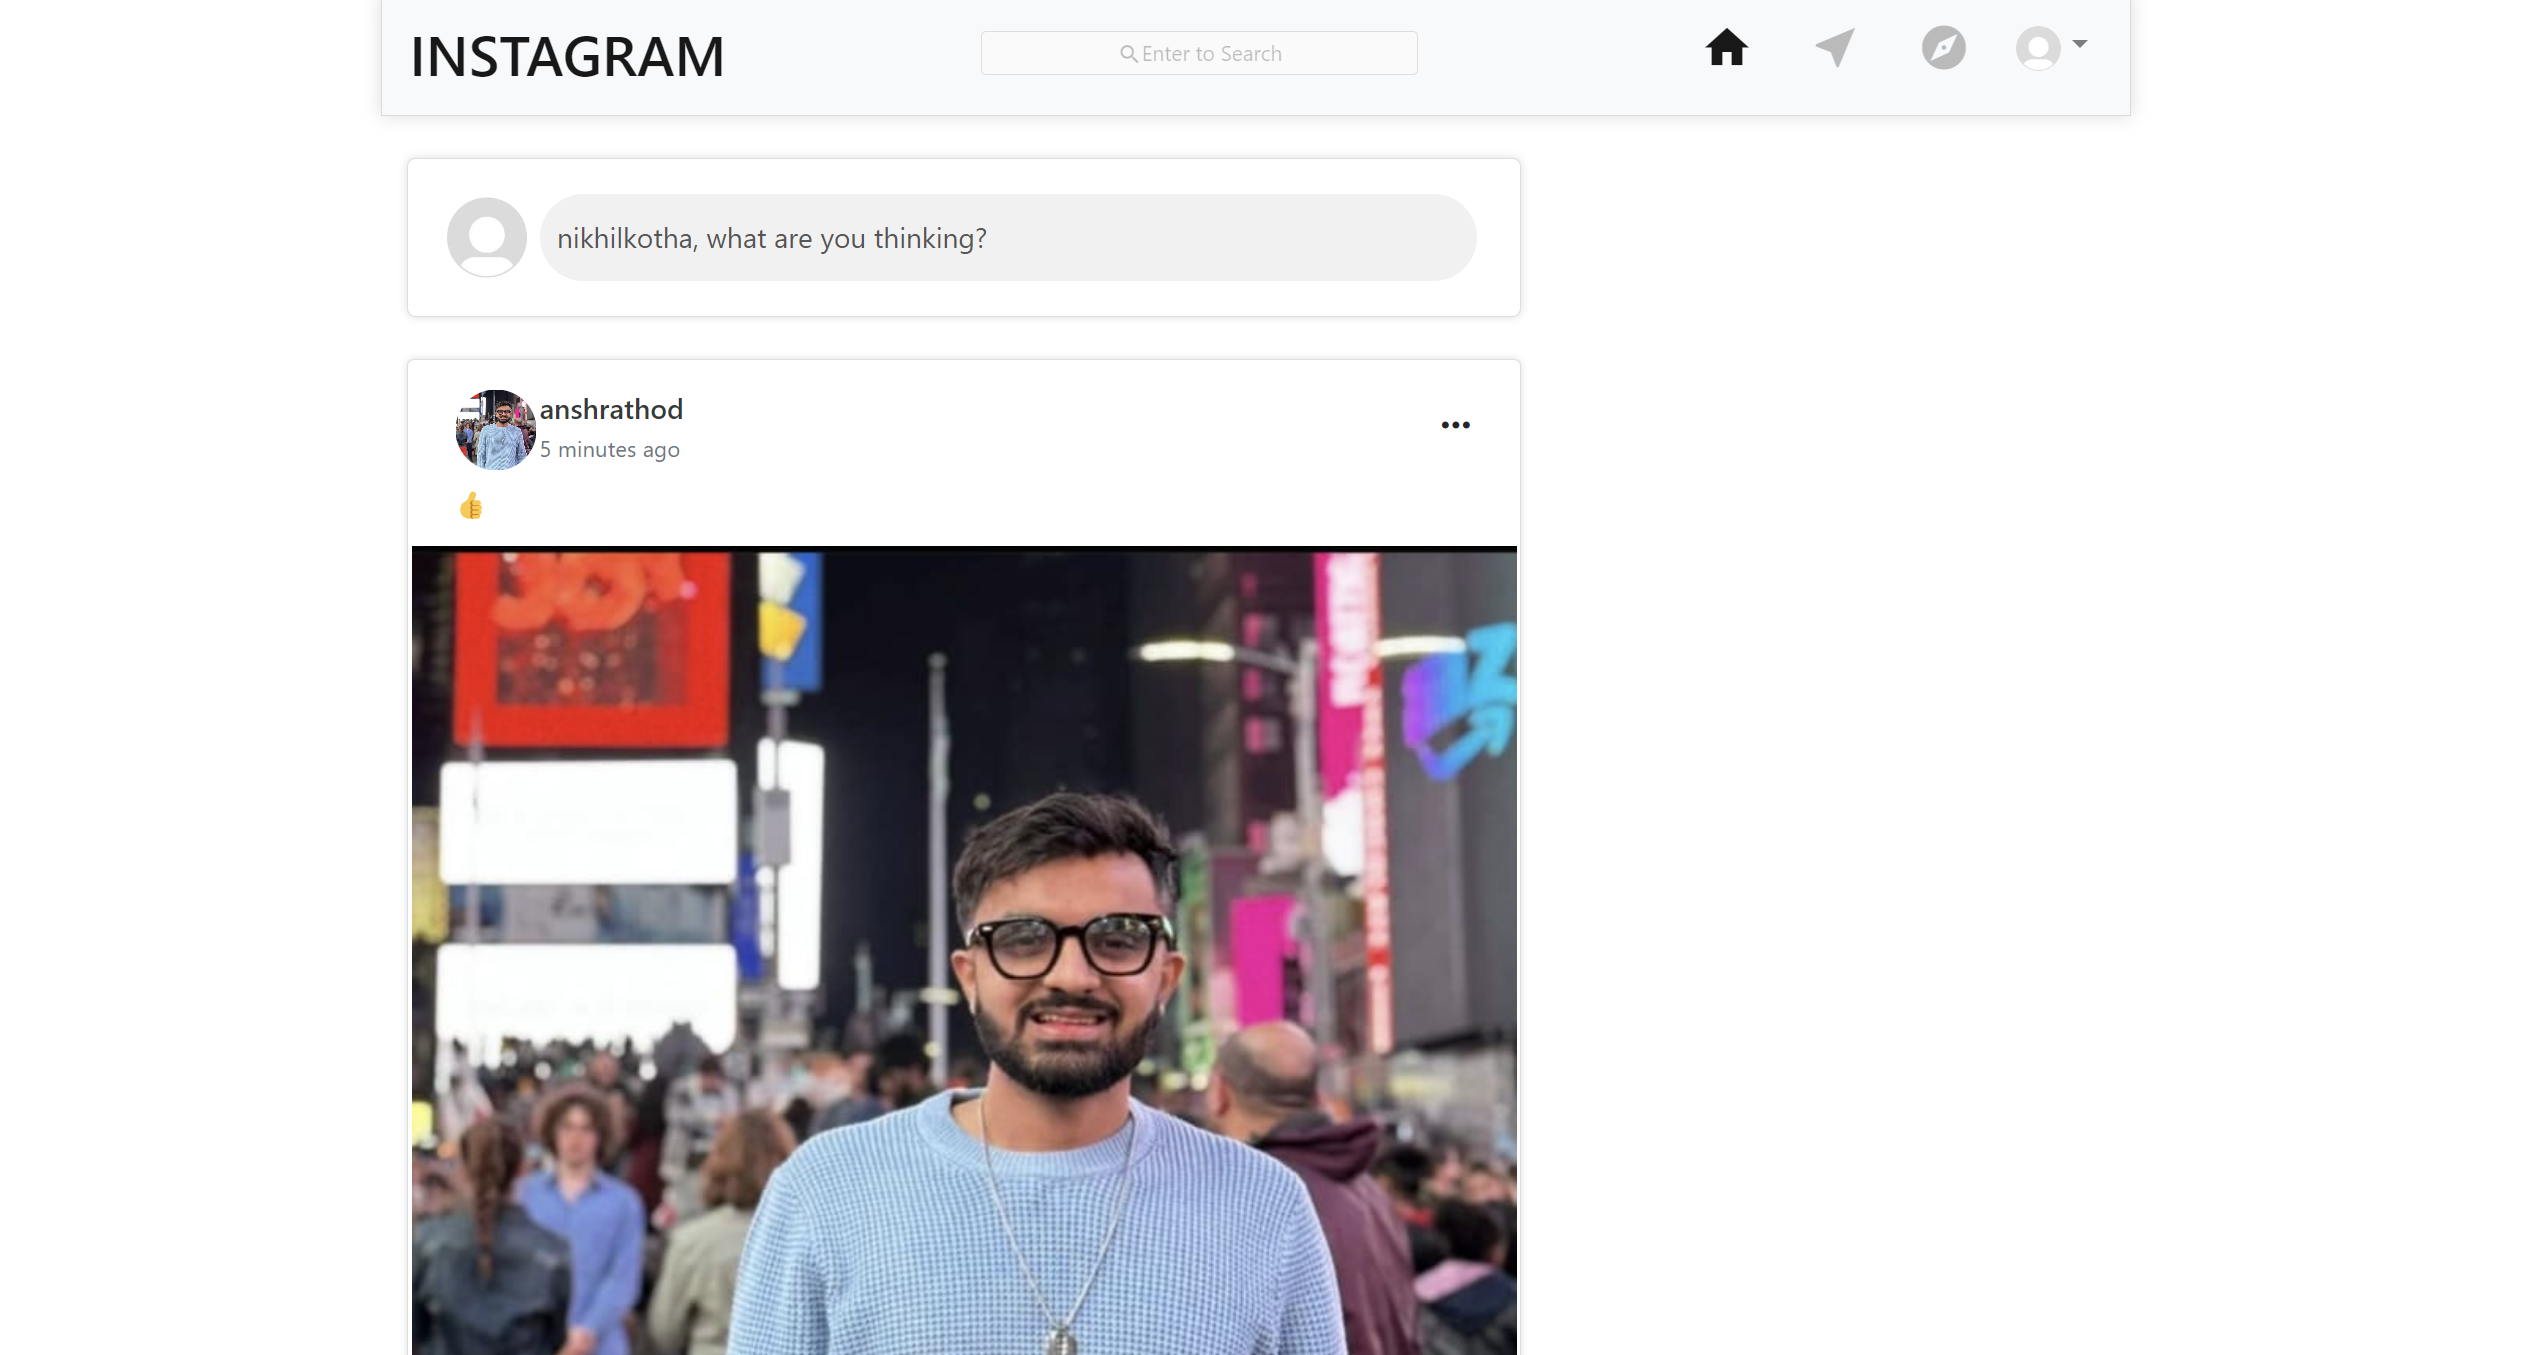 INSTAGRAM
Enter to Search
nikhilkotha, what are you thinking?
anshrathod
5 minutes ago
👍